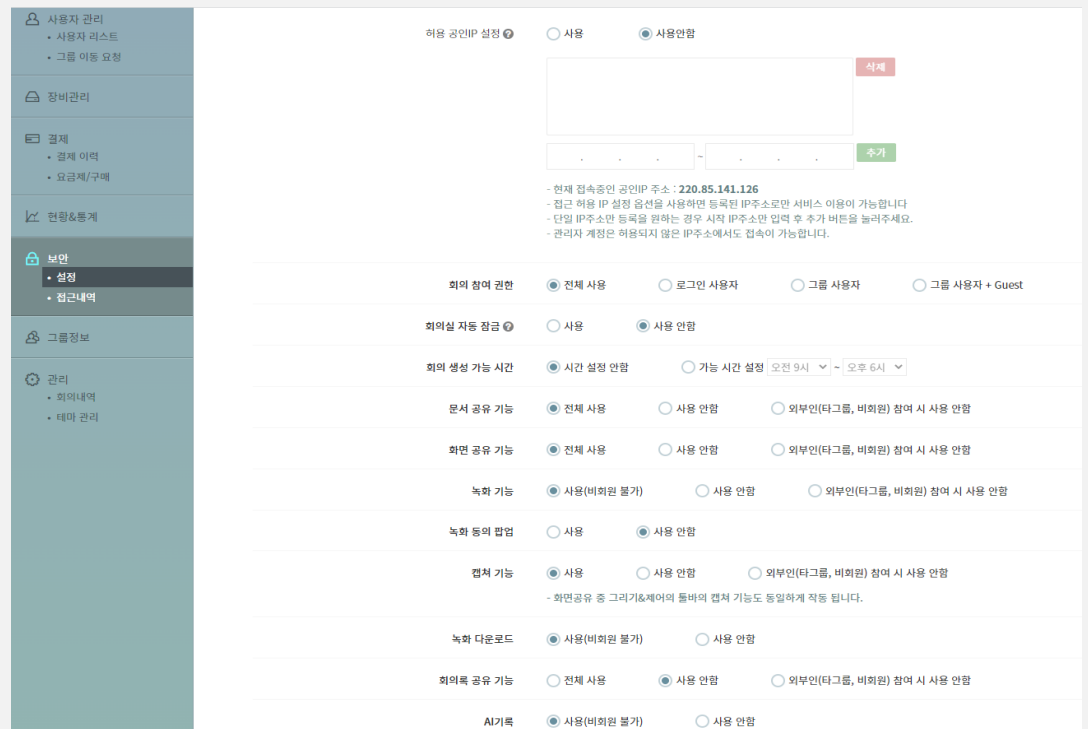 사용자 관리
• 사용자 리스트
• 그룹 이동 요청
장비관리
결제
• 결제 이력
• 요금제/구매
현황&통계
보안
• 설정
• 접근내역
그룹정보
관리
• 회의내역
• 테마 관리
허용 공인IP 설정 ? 사용 사용안함
삭제
. . . ~ . . . 추가
- 현재 접속중인 공인IP 주소 : 220.85.141.126
- 접근 허용 IP 설정 옵션을 사용하면 등록된 IP주소로만 서비스 이용이 가능합니다
- 단일 IP주소만 등록을 원하는 경우 시작 IP주소만 입력 후 추가 버튼을 눌러주세요.
- 관리자 계정은 허용되지 않은 IP주소에서도 접속이 가능합니다.
회의 참여 권한 전체 사용 로그인 사용자 그룹 사용자 그룹 사용자 + Guest
회의실 자동 잠금 ? 사용 사용 안함
회의 생성 가능 시간 시간 설정 안함 가능 시간 설정 오전 9시 ~ 오후 6시
문서 공유 기능 전체 사용 사용 안함 외부인(타그룹, 비회원) 참여 시 사용 안함
화면 공유 기능 전체 사용 사용 안함 외부인(타그룹, 비회원) 참여 시 사용 안함
녹화 기능 사용(비회원 불가) 사용 안함 외부인(타그룹, 비회원) 참여 시 사용 안함
녹화 동의 팝업 사용 사용 안함
캡쳐 기능 사용 사용 안함 외부인(타그룹, 비회원) 참여 시 사용 안함
- 화면공유 중 그리기&제어의 툴바의 캡쳐 기능도 동일하게 작동 됩니다.
녹화 다운로드 사용(비회원 불가) 사용 안함
회의록 공유 기능 전체 사용 사용 안함 외부인(타그룹, 비회원) 참여 시 사용 안함
AI기록 사용(비회원 불가) 사용 안함